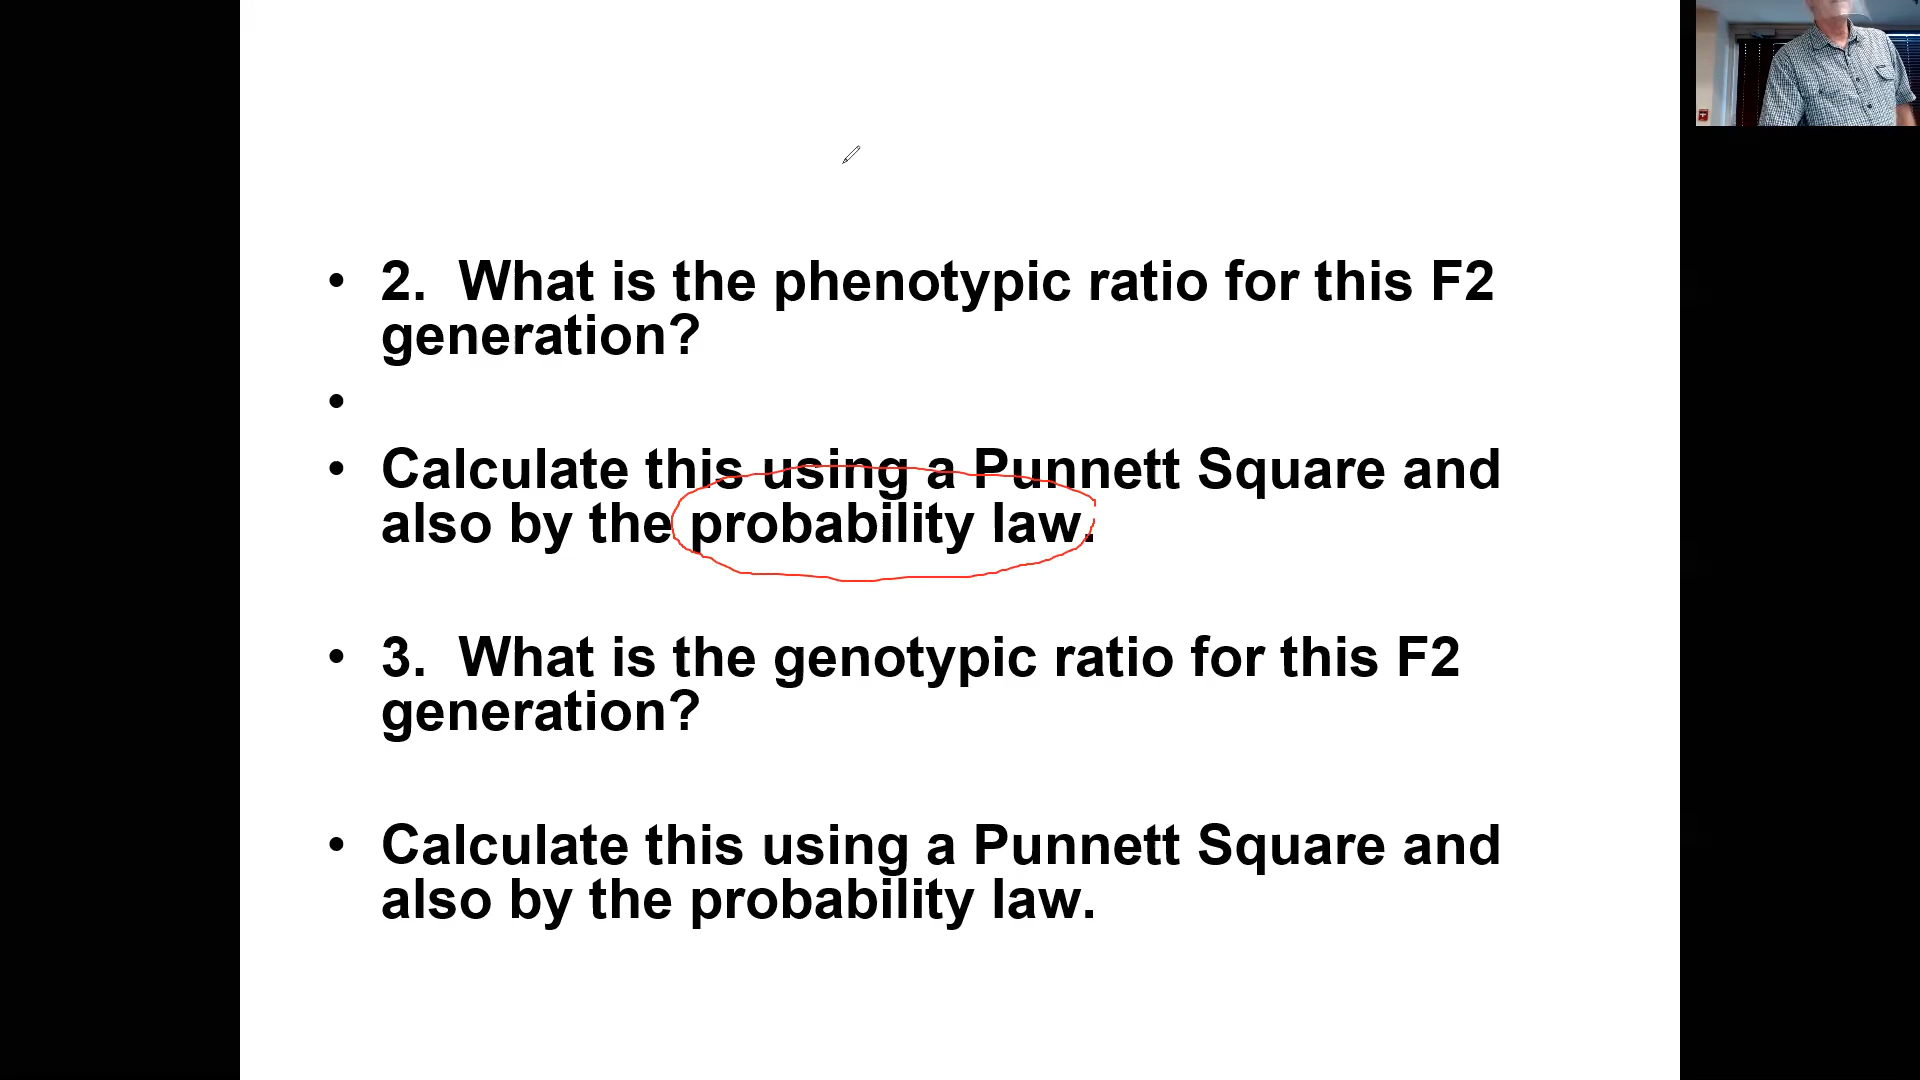 • 2.  What is the phenotypic ratio for this F2
generation?
•
• Calculate this using a Punnett Square and
also by the probability law.
• 3.  What is the genotypic ratio for this F2
generation?
• Calculate this using a Punnett Square and
also by the probability law.